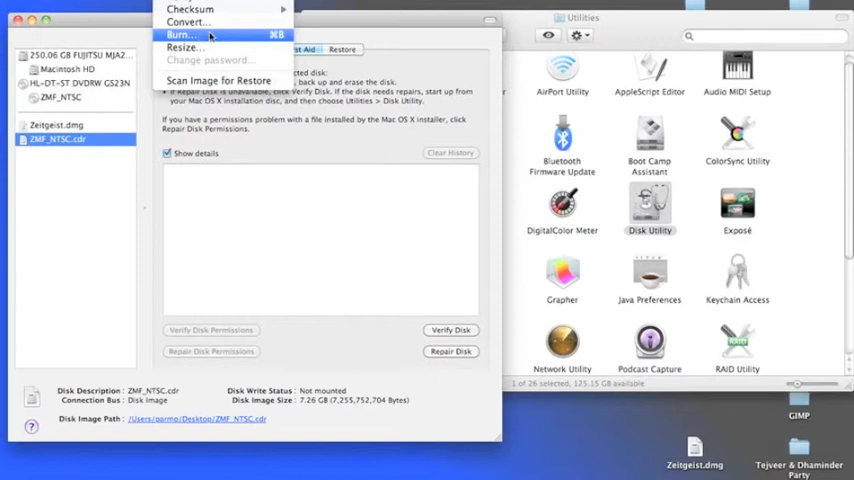 Checksum
Convert...
Burn... ⌘B
Resize...
Change password...
Scan Image for Restore
Utilities
250.06 GB FUJITSU MJA2...
Macintosh HD
HL-DT-ST DVDRW GS23N
ZMF_NTSC
Zeitgeist.dmg
ZMF_NTSC.cdr
st Aid
Restore
ected disk:
, back up and erase the disk.
• If Repair Disk is unavailable, click Verify Disk. If the disk needs repairs, start up from
your Mac OS X installation disc, and then choose Utilities > Disk Utility.
If you have a permissions problem with a file installed by the Mac OS X installer, click
Repair Disk Permissions.
Show details
Clear History
Verify Disk Permissions
Verify Disk
Repair Disk Permissions
Repair Disk
Disk Description : ZMF_NTSC.cdr
Connection Bus : Disk Image
Disk Write Status : Not mounted
Disk Image Size : 7.26 GB (7,255,752,704 Bytes)
Disk Image Path : /Users/parmo/Desktop/ZMF_NTSC.cdr
?
AirPort Utility
AppleScript Editor
Audio MIDI Setup
Bluetooth
Firmware Update
Boot Camp
Assistant
ColorSync Utility
DigitalColor Meter
Disk Utility
Exposé
Grapher
Java Preferences
Keychain Access
Network Utility
Podcast Capture
RAID
RAID Utility
1 of 26 selected, 125.15 GB available
GIMP
Zeitgeist.dmg
Tejveer & Dhaminder
Party